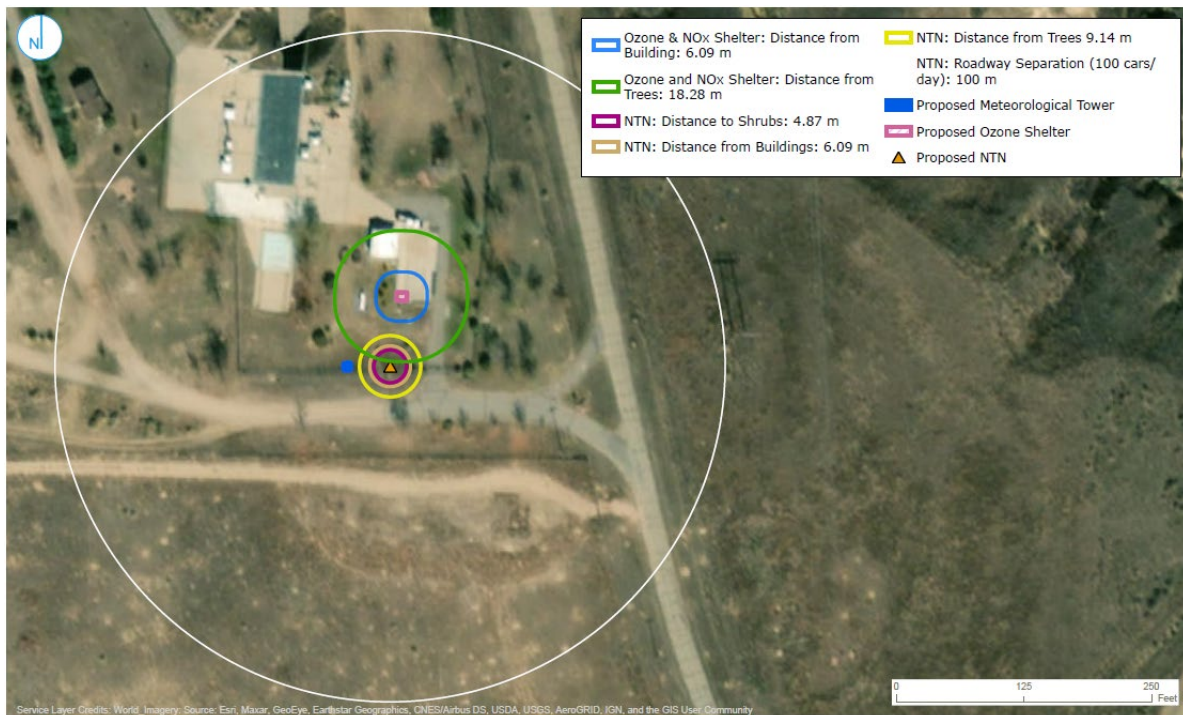 N
Ozone & NOx Shelter: Distance from
Building: 6.09 m
Ozone and NOx Shelter: Distance from
Trees: 18.28 m
NTN: Distance to Shrubs: 4.87 m
NTN: Distance from Buildings: 6.09 m
NTN: Distance from Trees 9.14 m
NTN: Roadway Separation (100 cars/
day): 100 m
Proposed Meteorological Tower
Proposed Ozone Shelter
Proposed NTN
0 125 250
Feet
Service Layer Credits: World_Imagery: Source: Esri, Maxar, GeoEye, Earthstar Geographics, CNES/Airbus DS, USDA, USGS, AeroGRID, IGN, and the GIS User Community